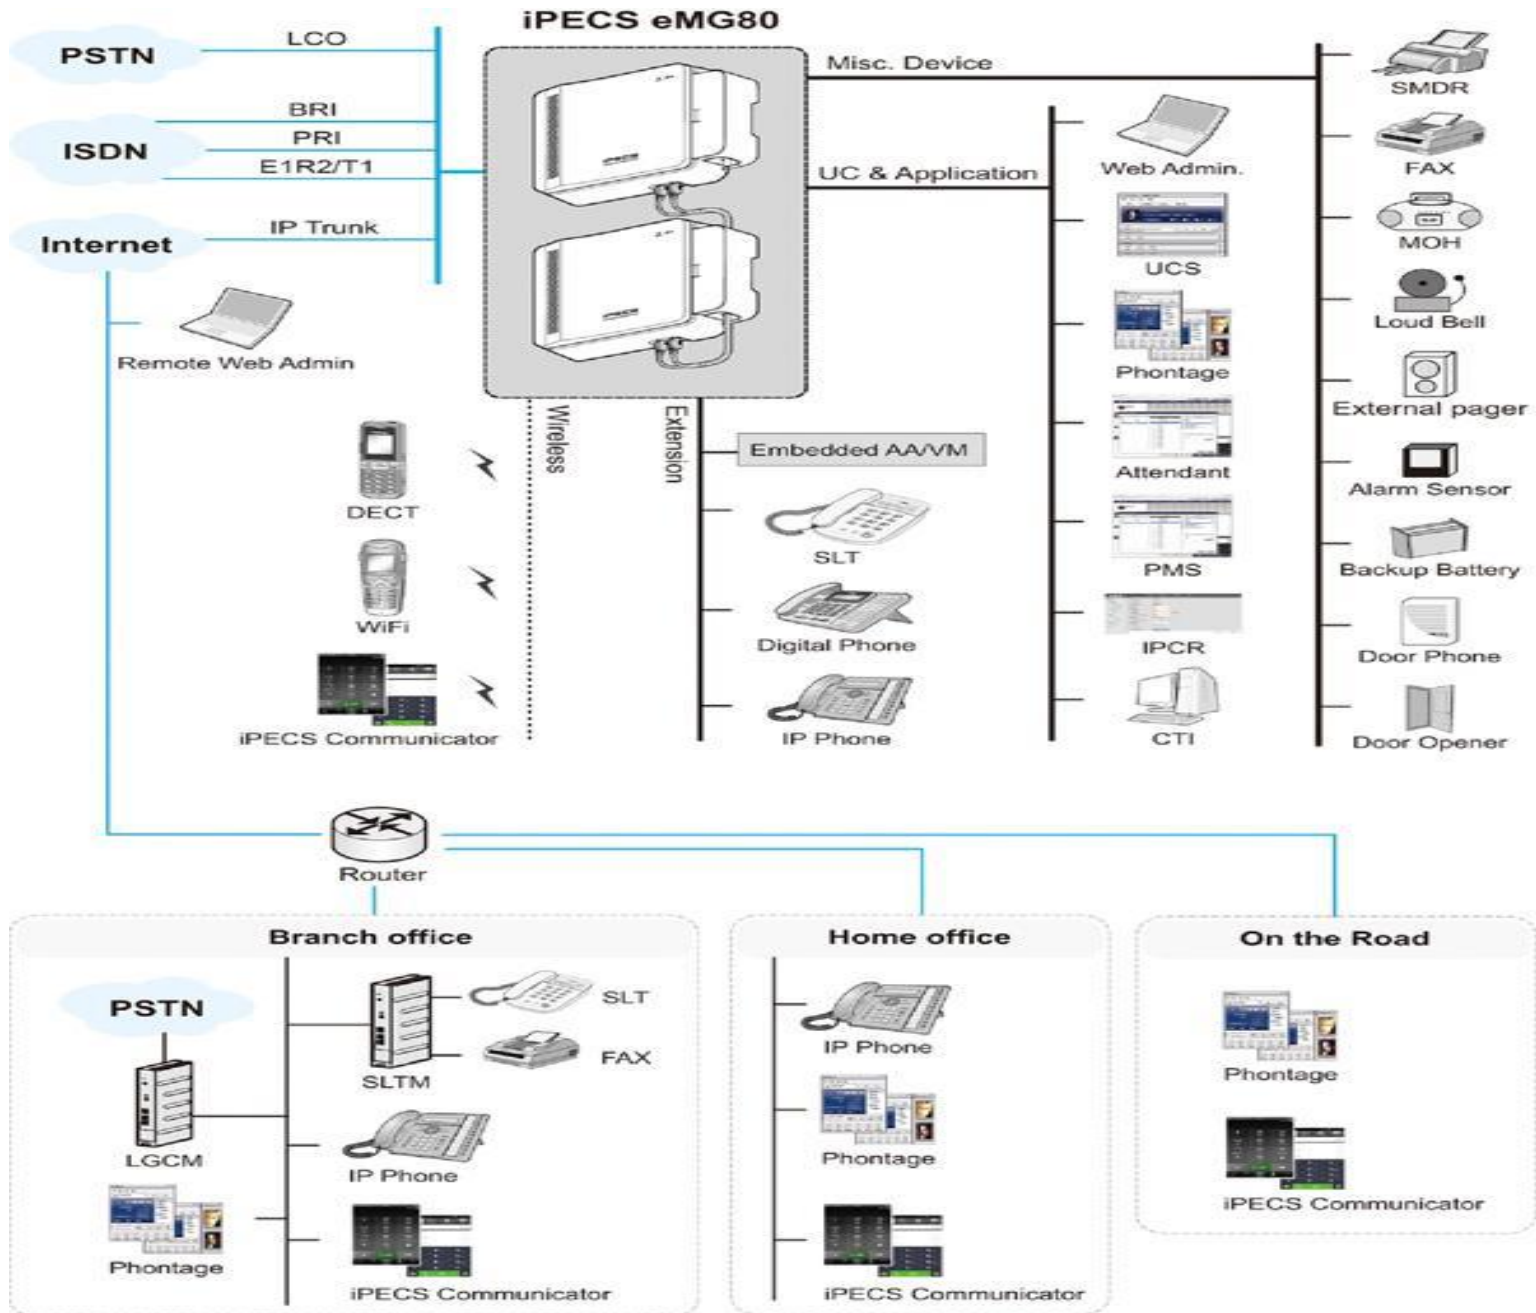 iPECS eMG80
PSTN
LCO
BRI
ISDN
PRI
E1R2/T1
Internet
IP Trunk
Remote Web Admin
Misc. Device
UC & Application
Wireless
Extension
DECT
WiFi
iPECS Communicator
Embedded AA/VM
SLT
Digital Phone
IP Phone
Web Admin.
UCS
Phontage
Attendant
PMS
IPCR
CTI
SMDR
FAX
MOH
Loud Bell
External pager
Alarm Sensor
Backup Battery
Door Phone
Door Opener
Router
Branch office
PSTN
LGCM
Phontage
SLTM
SLT
FAX
IP Phone
iPECS Communicator
Home office
IP Phone
Phontage
iPECS Communicator
On the Road
Phontage
iPECS Communicator